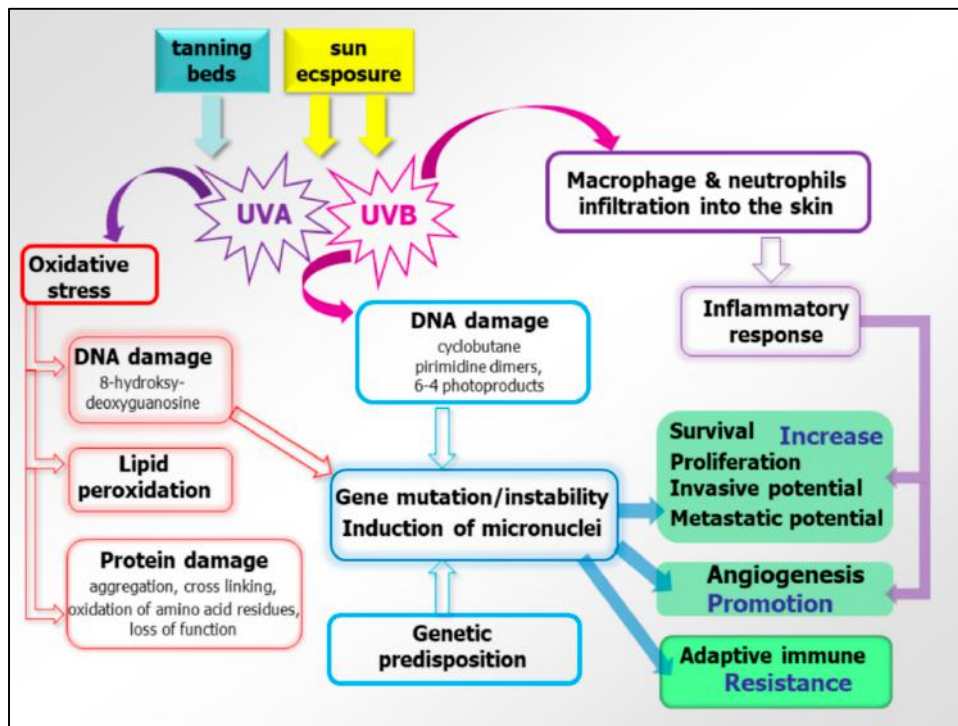 tanning
beds
sun
ecsposure
UVA
UVB
Macrophage & neutrophils
infiltration into the skin
Oxidative
stress
Inflammatory
response
DNA damage
8-hydroksy-
deoxyguanosine
DNA damage
cyclobutane
pirimidine dimers,
6-4 photoproducts
Lipid
peroxidation
Gene mutation/instability
Induction of micronuclei
Survival Increase
Proliferation
Invasive potential
Metastatic potential
Protein damage
aggregation, cross linking,
oxidation of amino acid residues,
loss of function
Genetic
predisposition
Angiogenesis
Promotion
Adaptive immune
Resistance